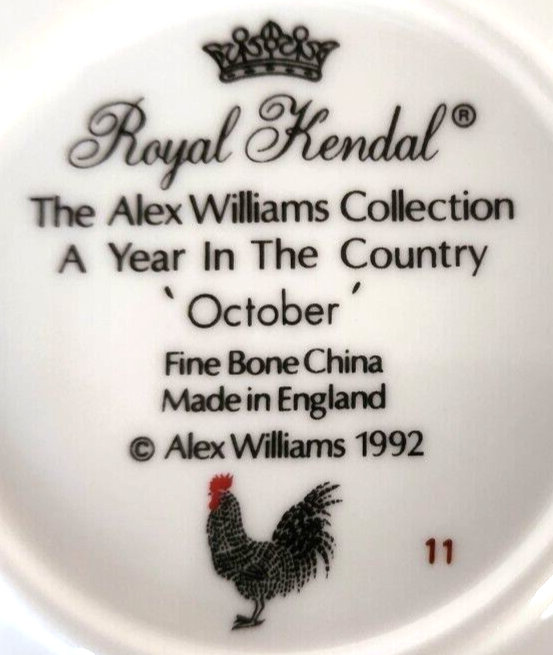 Royal Kendal®
The Alex Williams Collection
A Year In The Country
‵October′
Fine Bone China
Made in England
© Alex Williams 1992
11